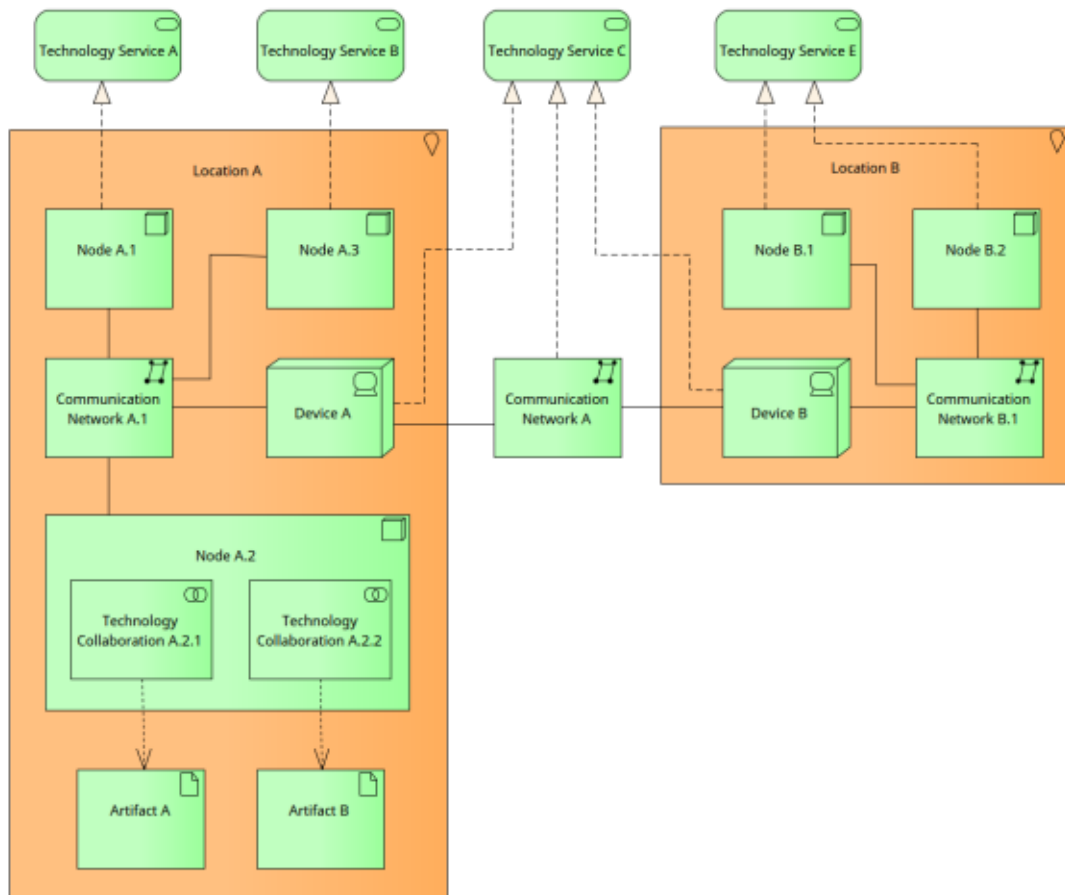 Technology Service A
Technology Service B
Technology Service C
Technology Service E
Location A
Location B
Node A.1
Node A.3
Node B.1
Node B.2
Communication
Network A.1
Device A
Communication
Network A
Device B
Communication
Network B.1
Node A.2
Technology
Collaboration A.2.1
Technology
Collaboration A.2.2
Artifact A
Artifact B